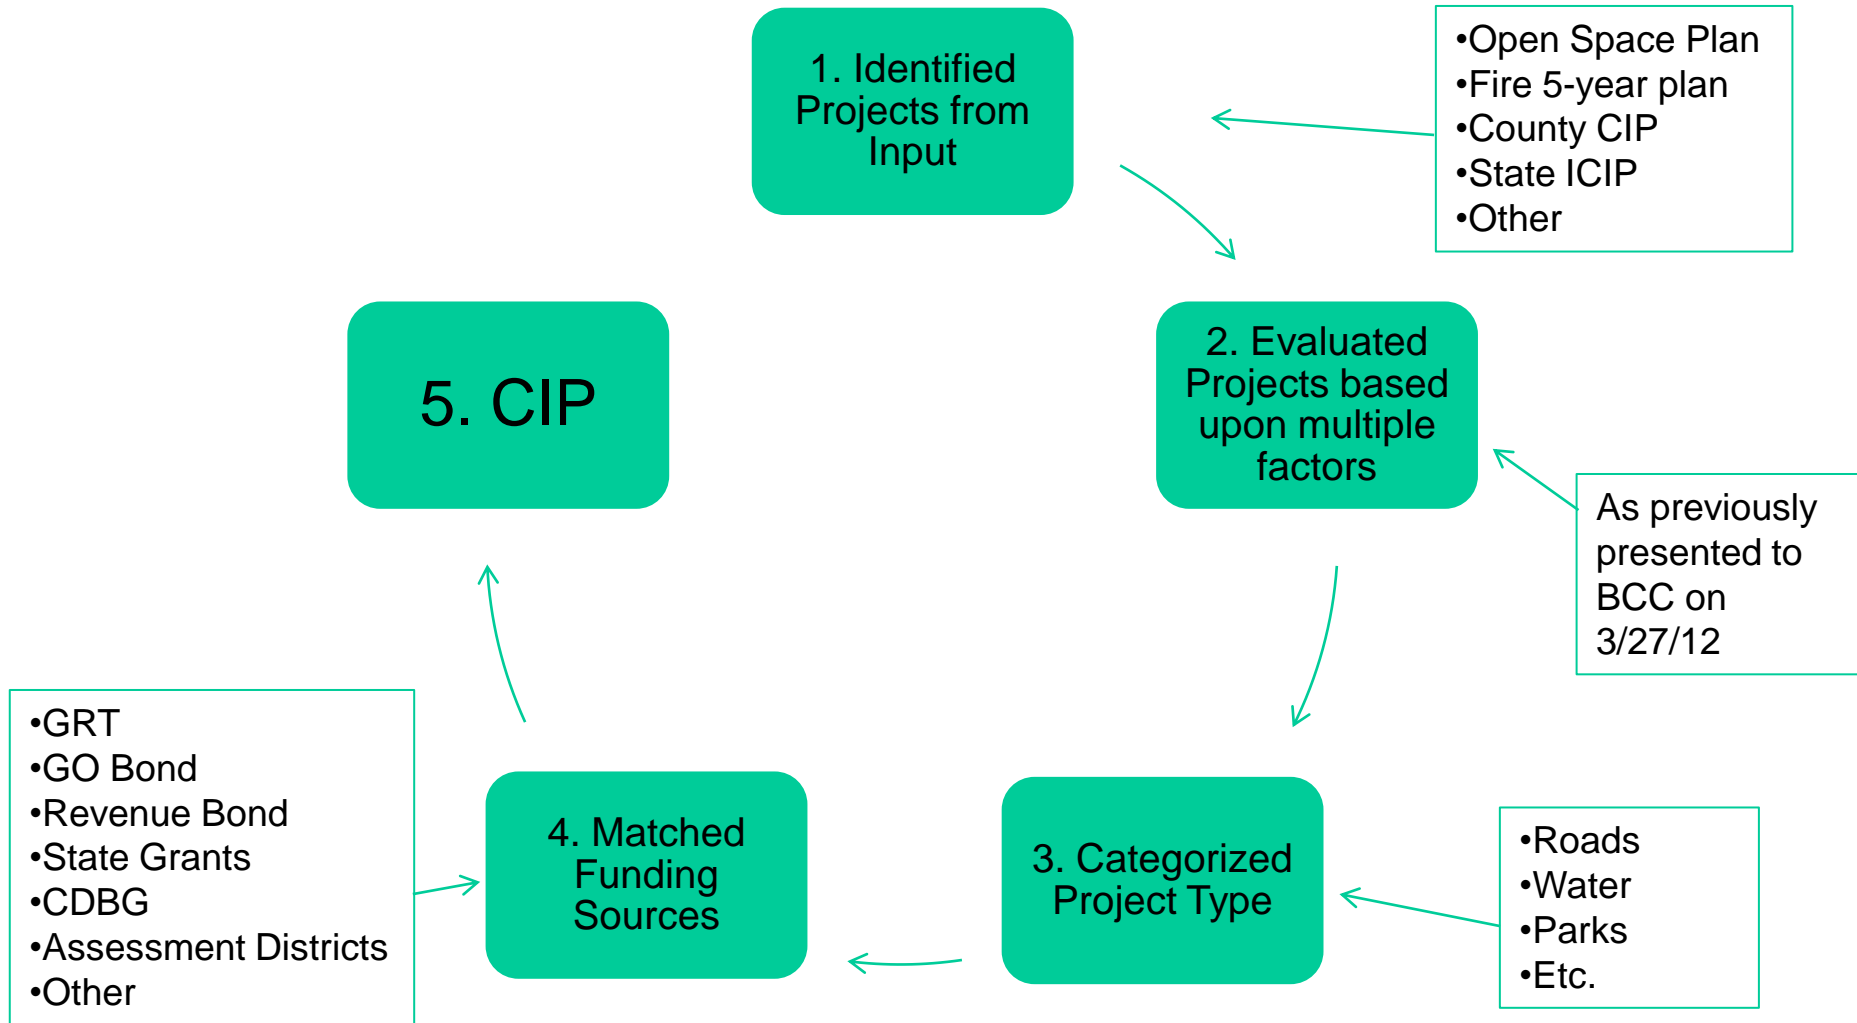 1. Identified
Projects from
Input
•Open Space Plan
•Fire 5-year plan
•County CIP
•State ICIP
•Other
2. Evaluated
Projects based
upon multiple
factors
As previously
presented to
BCC on
3/27/12
3. Categorized
Project Type
•Roads
•Water
•Parks
•Etc.
4. Matched
Funding
Sources
•GRT
•GO Bond
•Revenue Bond
•State Grants
•CDBG
•Assessment Districts
•Other
5. CIP